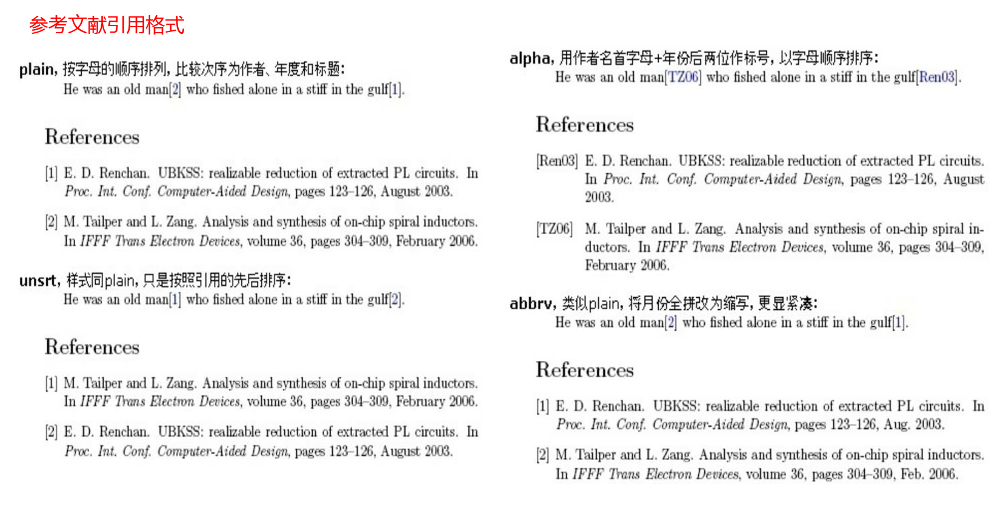 参考文献引用格式
plain, 按字母的顺序排列, 比较次序为作者、年度和标题:
He was an old man[2] who fished alone in a stiff in the gulf[1].
References
[1] E. D. Renchan. UBKSS: realizable reduction of extracted PL circuits. In
Proc. Int. Conf. Computer-Aided Design, pages 123–126, August 2003.
[2] M. Tailper and L. Zang. Analysis and synthesis of on-chip spiral inductors.
In IFFF Trans Electron Devices, volume 36, pages 304–309, February 2006.
unsrt, 样式同plain, 只是按照引用的先后排序:
He was an old man[1] who fished alone in a stiff in the gulf[2].
References
[1] M. Tailper and L. Zang. Analysis and synthesis of on-chip spiral inductors.
In IFFF Trans Electron Devices, volume 36, pages 304–309, February 2006.
[2] E. D. Renchan. UBKSS: realizable reduction of extracted PL circuits. In
Proc. Int. Conf. Computer-Aided Design, pages 123–126, August 2003.
alpha, 用作者名首字母+年份后两位作标号, 以字母顺序排序:
He was an old man[TZ06] who fished alone in a stiff in the gulf[Ren03].
References
[Ren03] E. D. Renchan. UBKSS: realizable reduction of extracted PL circuits.
In Proc. Int. Conf. Computer-Aided Design, pages 123–126, August
2003.
[TZ06] M. Tailper and L. Zang. Analysis and synthesis of on-chip spiral in-
ductors. In IFFF Trans Electron Devices, volume 36, pages 304–309,
February 2006.
abbrv, 类似plain, 将月份全拼改为缩写, 更显紧凑:
He was an old man[2] who fished alone in a stiff in the gulf[1].
References
[1] E. D. Renchan. UBKSS: realizable reduction of extracted PL circuits. In
Proc. Int. Conf. Computer-Aided Design, pages 123–126, Aug. 2003.
[2] M. Tailper and L. Zang. Analysis and synthesis of on-chip spiral inductors.
In IFFF Trans Electron Devices, volume 36, pages 304–309, Feb. 2006.